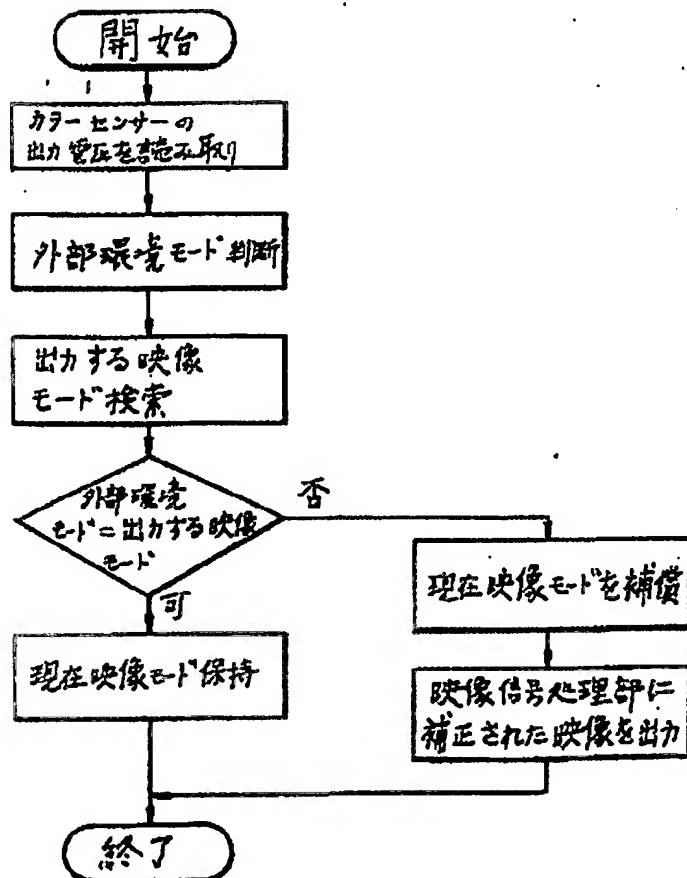 開始
カラーセンサーの
出力電圧を読み取り
外部環境モード判断
出力する映像
モード検索
外部環境
モード=出力する映像
モード
否
可
現在映像モードを補償
現在映像モード保持
映像信号処理部に
補正された映像を出力
終了